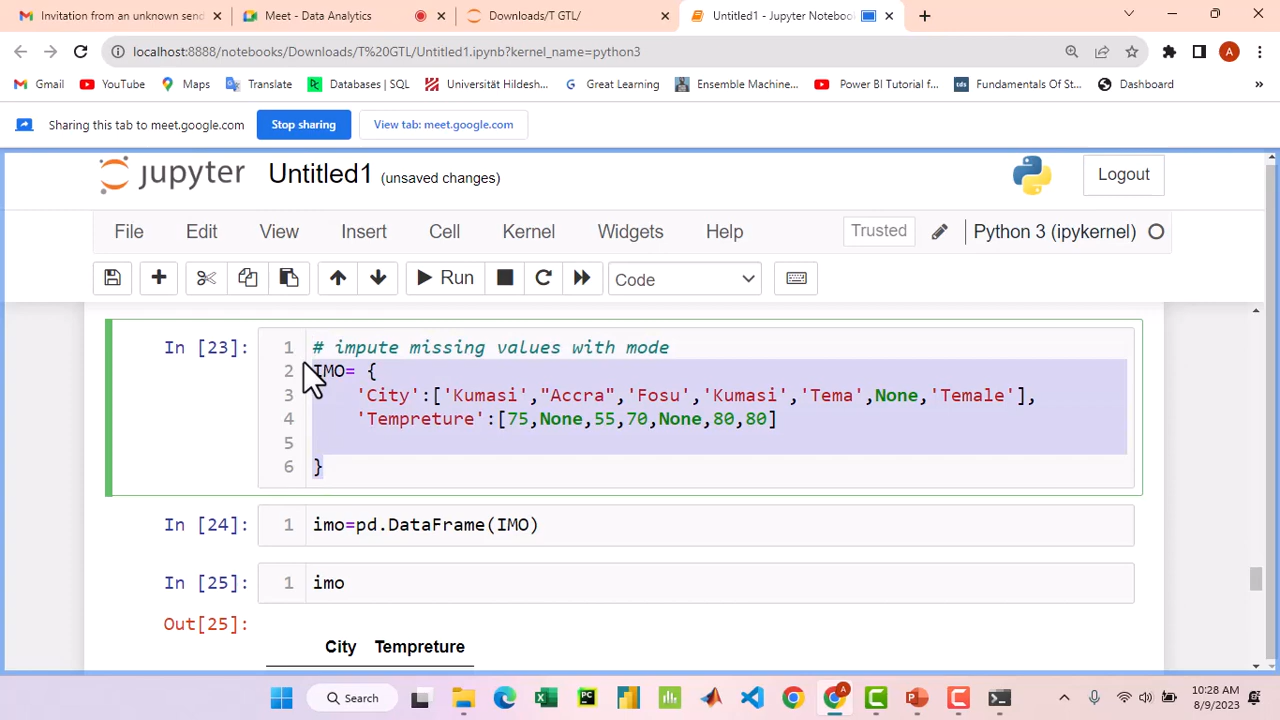 Invitation from an unknown send
Meet - Data Analytics
Downloads/T GTL/
Untitled1 - Jupyter Notebook
localhost:8888/notebooks/Downloads/T%20GTL/Untitled1.ipynb?kernel_name=python3
A
Gmail YouTube Maps Translate Databases | SQL Universität Hildesh... Great Learning Ensemble Machine... Power BI Tutorial f... Fundamentals Of St... Dashboard »
Sharing this tab to meet.google.com Stop sharing View tab: meet.google.com
jupyter Untitled1 (unsaved changes) Logout
File Edit View Insert Cell Kernel Widgets Help Trusted Python 3 (ipykernel)
Run Code
In [23]: 1 # impute missing values with mode
2 IMO= {
3 'City':['Kumasi',"Accra",'Fosu','Kumasi','Tema',None,'Temale'],
4 'Tempreture':[75,None,55,70,None,80,80]
5
6 }
In [24]: 1 imo=pd.DataFrame(IMO)
In [25]: 1 imo
Out[25]:
City Tempreture
Search
10:28 AM
8/9/2023